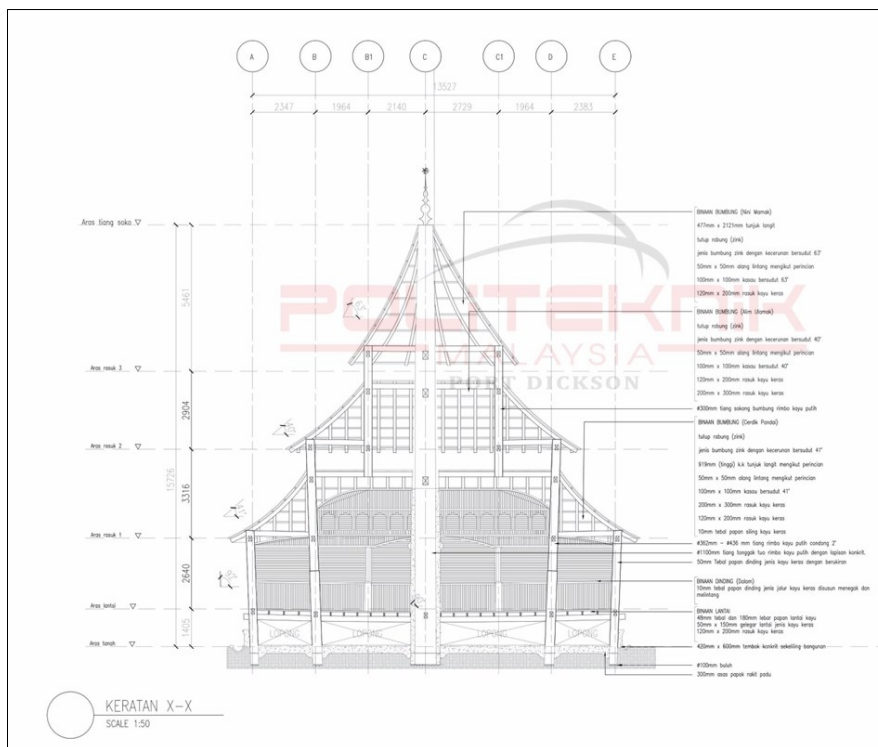 A B B1 C C1 D E
13527
2347 1964 2140 2729 1964 2383
Aras tiang soko
5461
Aras rasuk 3
2904
Aras rasuk 2
3316
15726
Aras rasuk 1
2640
Aras lantai
1405
Aras tanah
POLITEKNIK
MALAYSIA
PORT DICKSON
LOPONG LOPONG LOPONG LOPONG
BINAAN BUMBUNG (Nini Mamak)
477mm x 2121mm tunjuk langit
tutup rabung (zink)
jenis bumbung zink dengan kecerunan bersudut 63°
50mm x 50mm alang lintang mengikut perincian
100mm x 100mm kasau bersudut 63°
120mm x 200mm rasuk kayu keras
BINAAN BUMBUNG (Alim Ulamak)
tutup rabung (zink)
jenis bumbung zink dengan kecerunan bersudut 40°
50mm x 50mm alang lintang mengikut perincian
100mm x 100mm kasau bersudut 40°
120mm x 200mm rasuk kayu keras
200mm x 300mm rasuk kayu keras
ø300mm tiang sokong bumbung rimbo kayu putih
BINAAN BUMBUNG (Cerdik Pandai)
tutup rabung (zink)
jenis bumbung zink dengan kecerunan bersudut 41°
919mm (tinggi) s.k tunjuk langit mengikut perincian
50mm x 50mm alang lintang mengikut perincian
100mm x 100mm kasau bersudut 41°
200mm x 300mm rasuk kayu keras
120mm x 200mm rasuk kayu keras
10mm tebal papan siling kayu keras
ø362mm - ø436 mm tiang rimbo kayu putih condong 2°
ø1100mm tiang tonggak tua rimbo kayu putih dengan lapisan konkrit.
50mm Tebal papan dinding jenis kayu keras dengan berukiran
BINAAN DINDING (Dalam)
10mm tebal papan dinding jenis jalur kayu keras disusun menegak dan
melintang
BINAAN LANTAI
48mm tebal dan 180mm lebar papan lantai kayu
50mm x 150mm gelegar lantai jenis kayu keras
120mm x 200mm rasuk kayu keras
420mm x 600mm tembok konkrit sekeliling bangunan
ø100mm buluh
300mm asas papak rakit padu
KERATAN X-X
SCALE 1:50